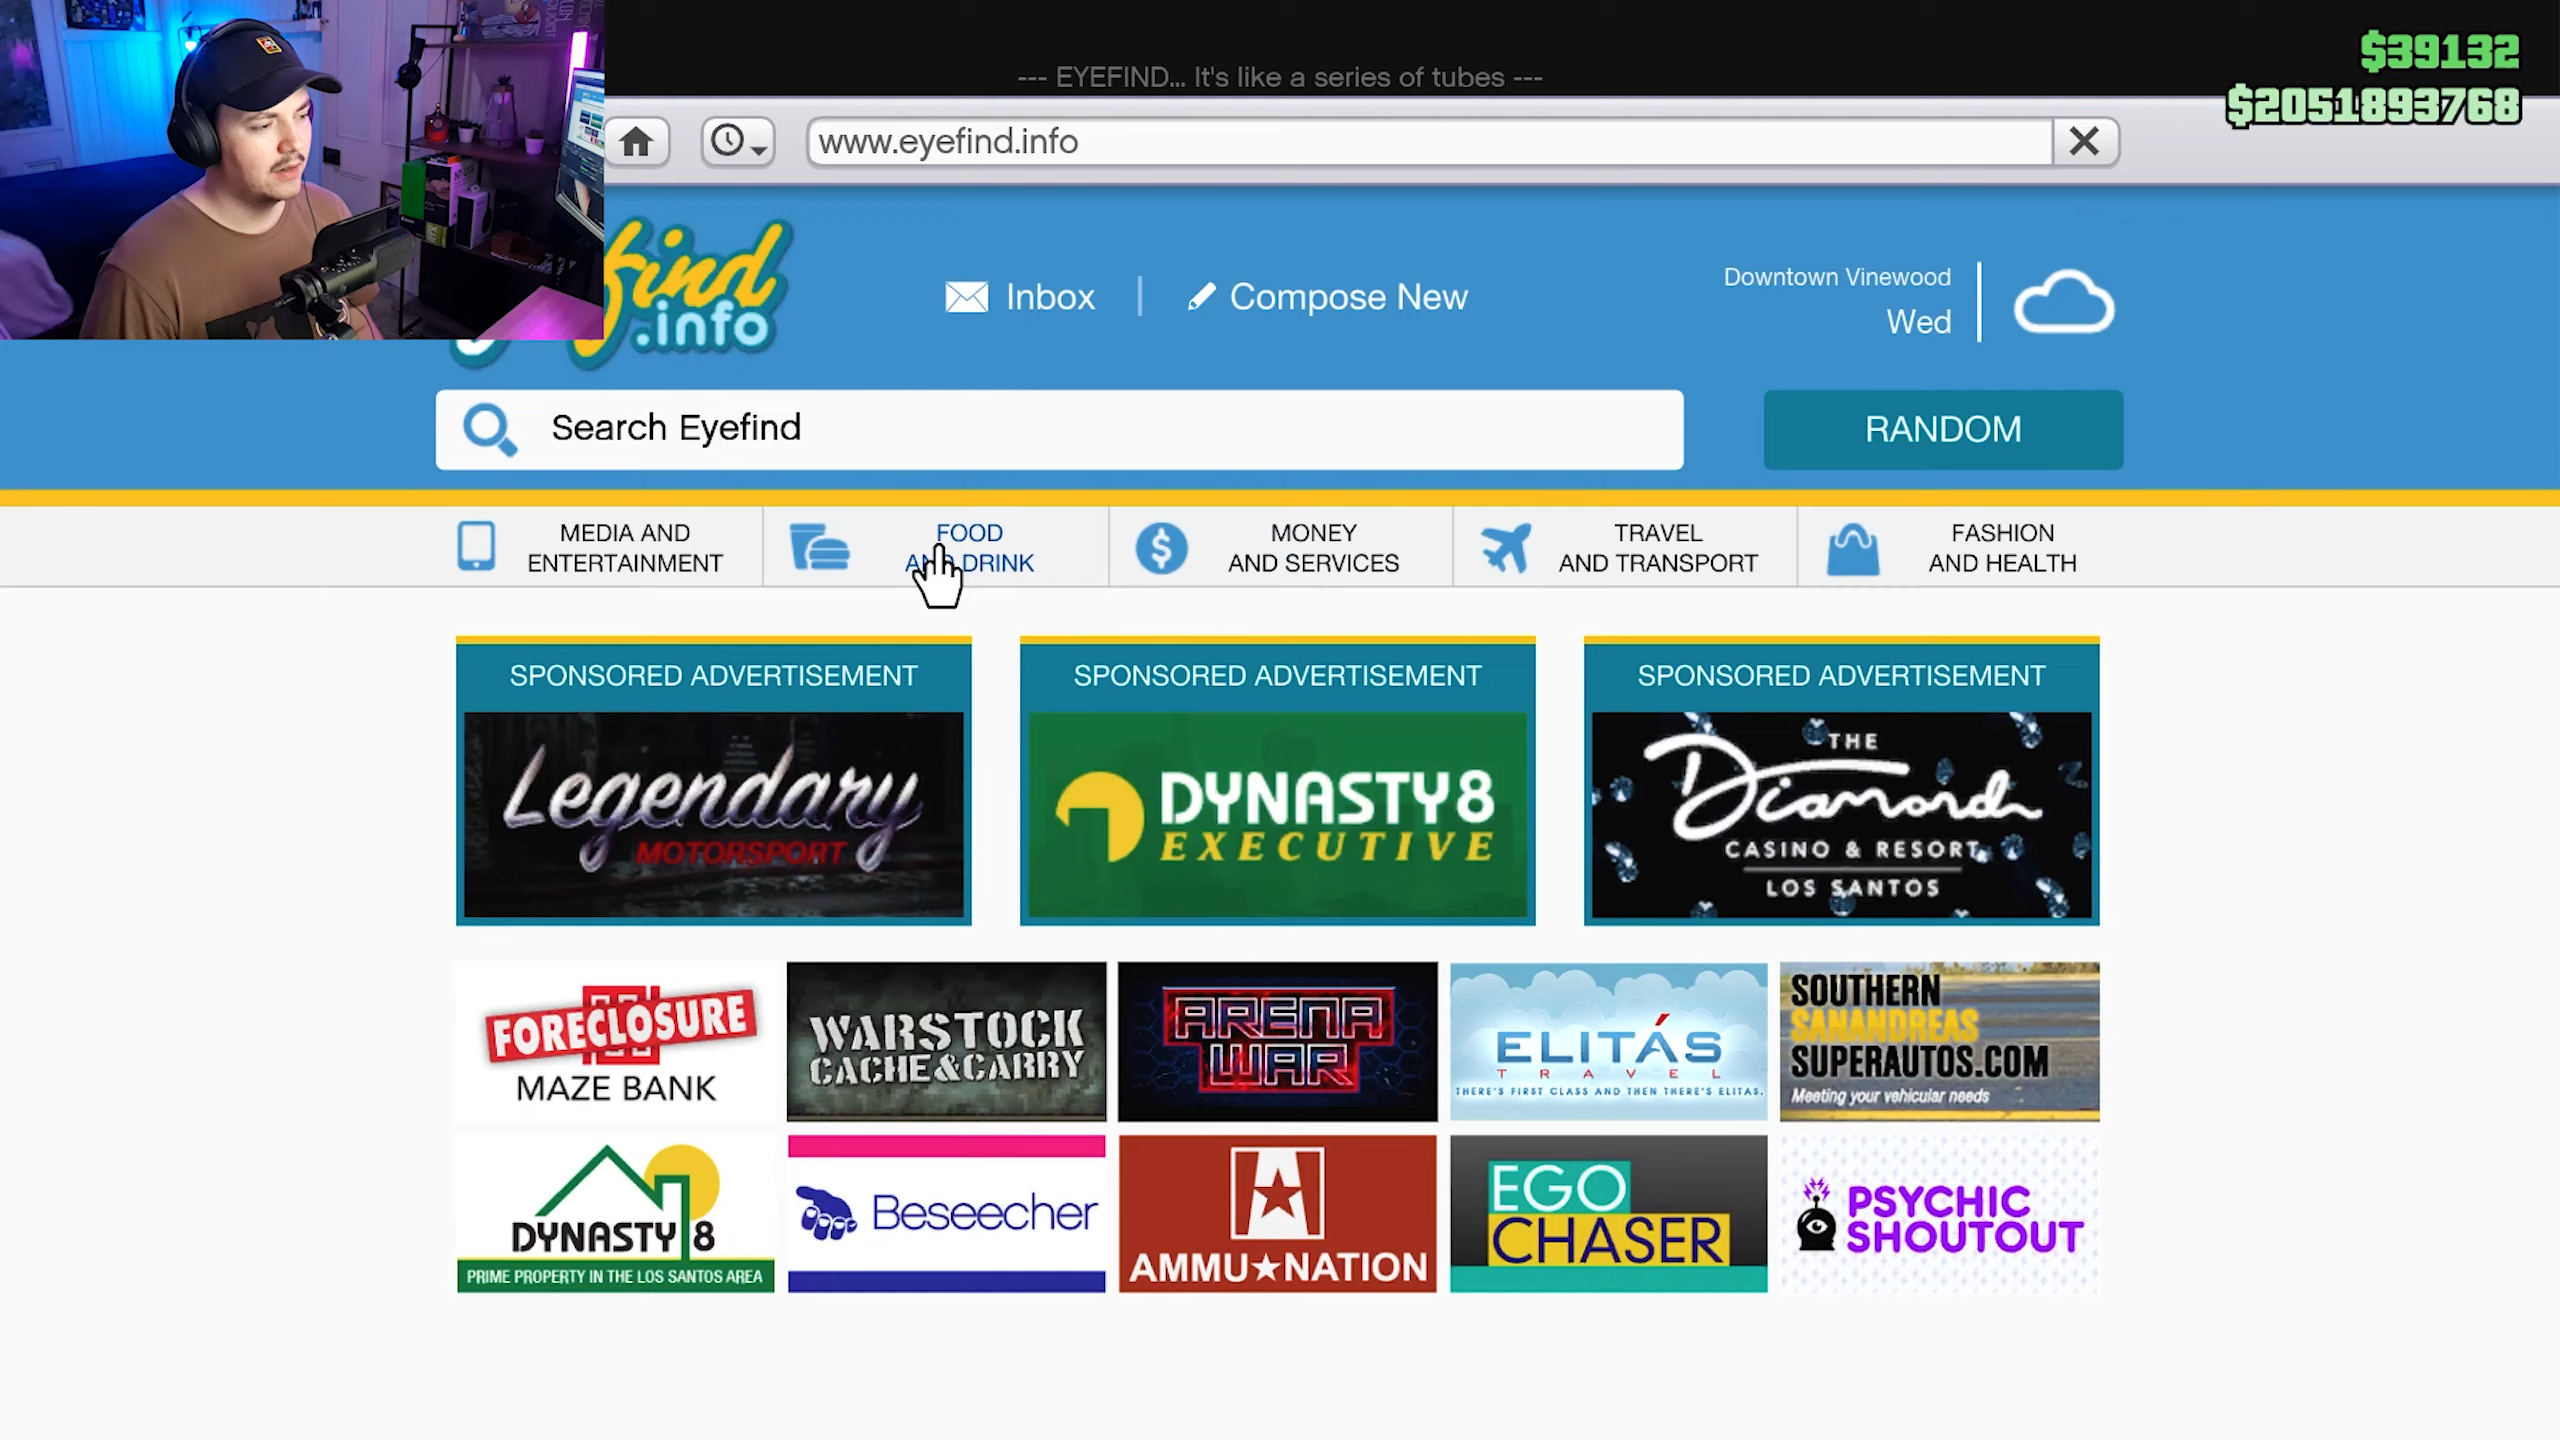 --- EYEFIND... It's like a series of tubes ---
$39132
$2051893768
www.eyefind.info
find
.info
Inbox
Compose New
Downtown Vinewood
Wed
Search Eyefind
RANDOM
MEDIA AND
ENTERTAINMENT
FOOD
AND DRINK
MONEY
AND SERVICES
TRAVEL
AND TRANSPORT
FASHION
AND HEALTH
SPONSORED ADVERTISEMENT
Legendary
MOTORSPORT
SPONSORED ADVERTISEMENT
DYNASTY8
EXECUTIVE
SPONSORED ADVERTISEMENT
THE
Diamond
CASINO & RESORT
LOS SANTOS
FORECLOSURE
MAZE BANK
WARSTOCK
CACHE&CARRY
ARENA
WAR
ELITÁS
TRAVEL
THERE'S FIRST CLASS AND THEN THERE'S ELITAS.
SOUTHERN
SANANDREAS
SUPERAUTOS.COM
Meeting your vehicular needs
DYNASTY 8
PRIME PROPERTY IN THE LOS SANTOS AREA
Beseecher
AMMU★NATION
EGO
CHASER
PSYCHIC
SHOUTOUT